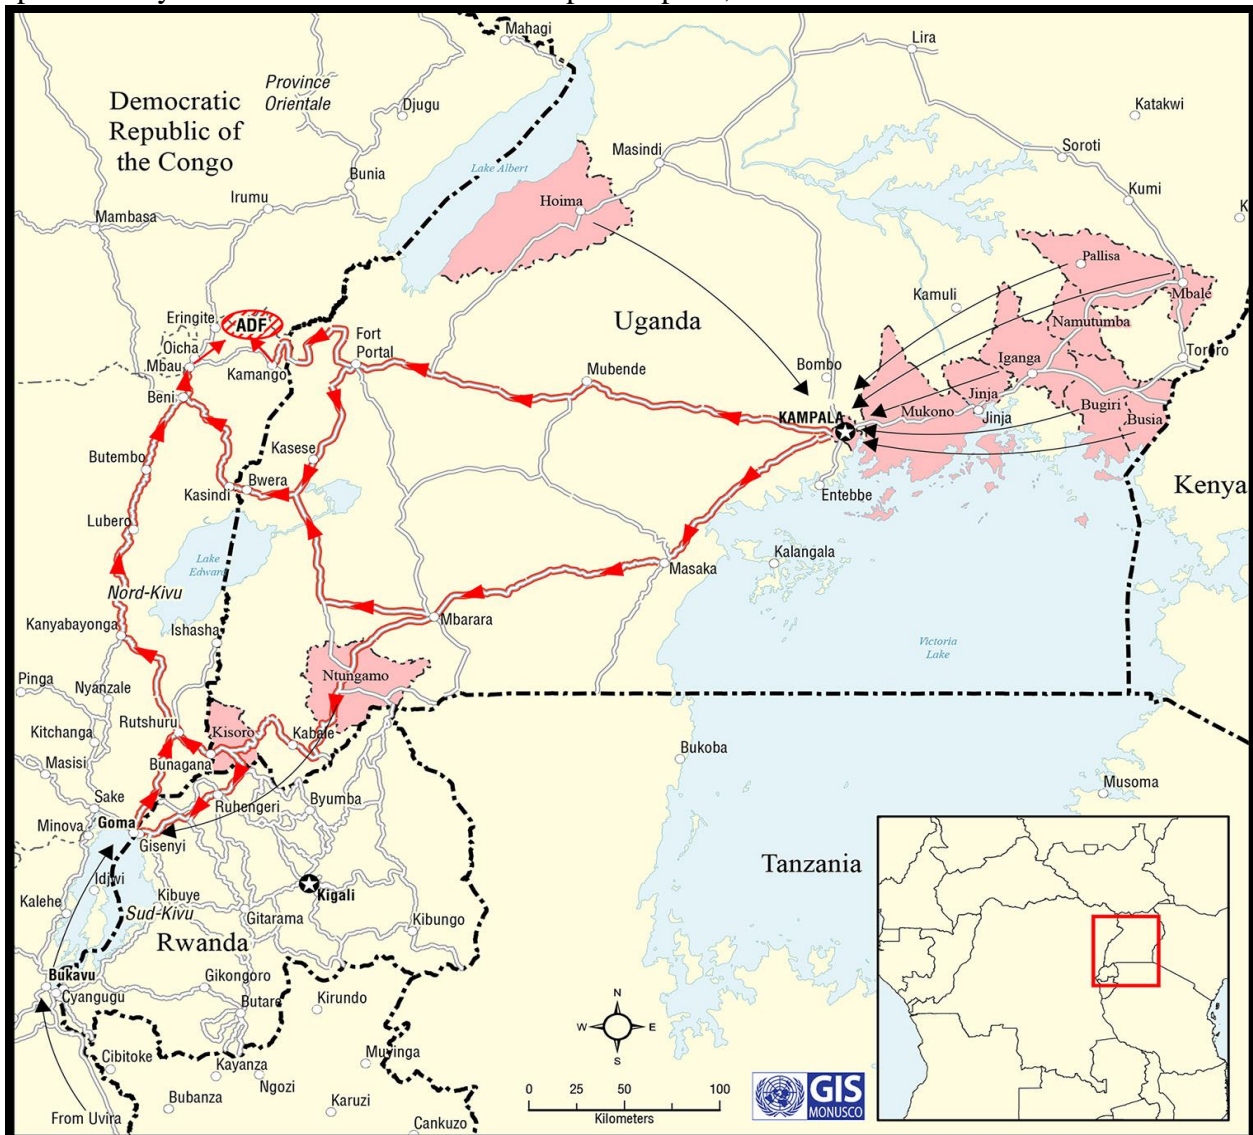 Mahagi
Lira
Province
Orientale
Democratic
Republic of
the Congo
Djugu
Katakwi
Masindi
Soroti
Lake Albert
Bunia
Irumu
Kumi
Hoima
Mambasa
K
Pallisa
Kamuli
Mbale
Eringite
ADF
Uganda
Namutumba
Fort
Portal
Oicha
Mbau
Kamango
Tororo
Iganga
Bombo
Mubende
Beni
Jinja
Bugiri
KAMPALA
Mukono
Jinja
Busia
Kasese
Butembo
Bwera
Kasindi
Entebbe
Kenya
Lubero
Lake
Edward
Kalangala
Masaka
Nord-Kivu
Mbarara
Kanyabayonga
Ishasha
Victoria
Lake
Ntungamo
Pinga
Nyanzale
Rutshuru
Kitchanga
Kisoro
Kabale
Bukoba
Bunagana
Masisi
Musoma
Sake
Ruhengeri
Byumba
Minova
Goma
Gisenyi
Tanzania
Idjwi
Kigali
Kalehe
Kibuye
Sud-Kivu
Gitarama
Kibungo
Rwanda
Bukavu
Gikongoro
Cyangugu
Butare
Kirundo
N
W
E
S
Cibitoke
Kayanza
Muyinga
Ngozi
Bubanza
Karuzi
From Uvira
Cankuzo
0 25 50 100
Kilometers
GIS
MONUSCO